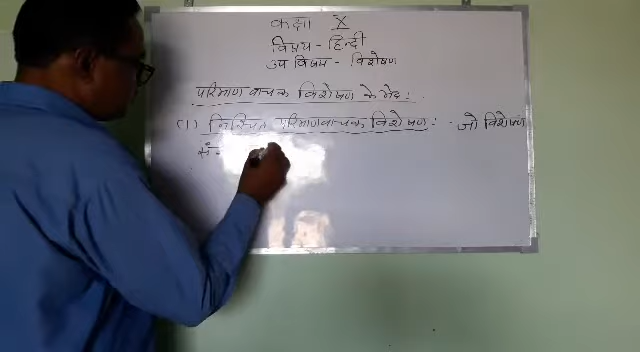 कक्षा X
विषय - हिन्दी
उप विषय - विशेषण
परिमाण वाचक विशेषण के भेद :
(1) निश्चित परिमाणवाचक विशेषण : - जो विशेषण